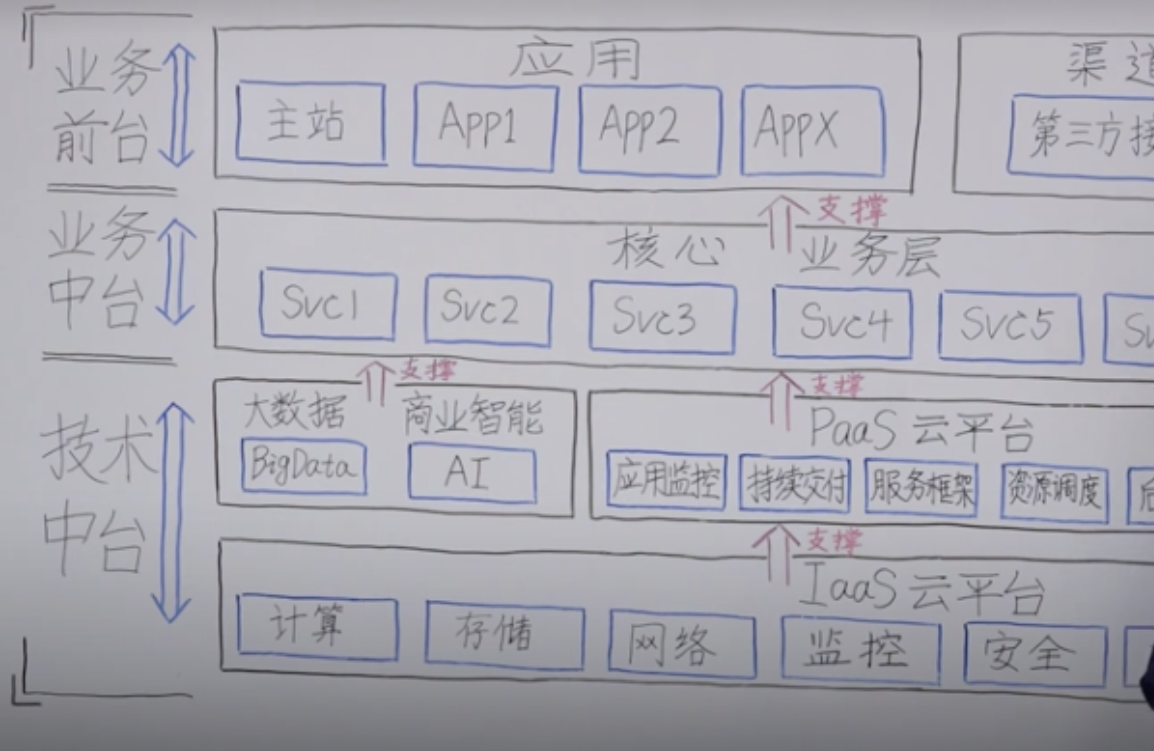 业务
前台
应用
主站
App1
App2
AppX
渠道
第三方接
支撑
业务
中台
核心 业务层
Svc1
Svc2
Svc3
Svc4
Svc5
Sv
支撑
支撑
技术
中台
大数据
商业智能
BigData
AI
PaaS 云平台
应用监控
持续交付
服务框架
资源调度
支撑
IaaS 云平台
计算
存储
网络
监控
安全